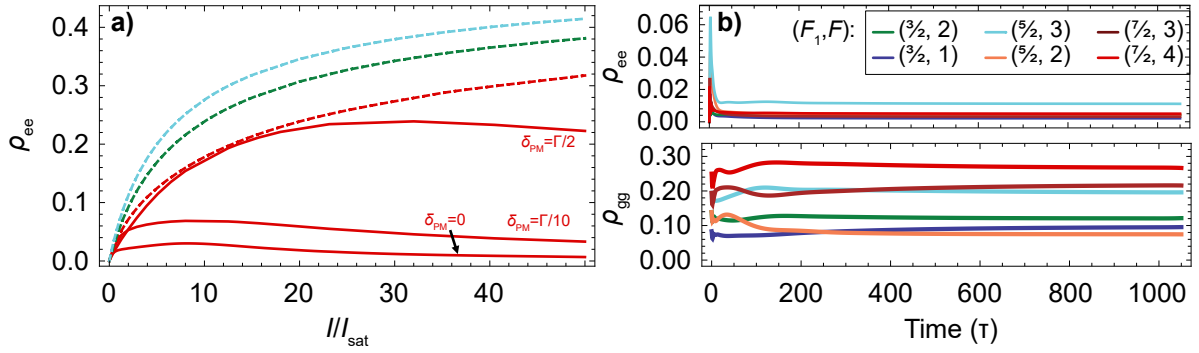 a)
ρee
0.4
0.3
0.2
0.1
0.0
δPM=Γ/2
δPM=0
δPM=Γ/10
0 10 20 30 40
I/Isat
b)
ρee
0.06
0.04
0.02
0.00
(F1,F):
(³⁄₂, 2) (⁵⁄₂, 3) (⁷⁄₂, 3)
(³⁄₂, 1) (⁵⁄₂, 2) (⁷⁄₂, 4)
ρgg
0.30
0.20
0.10
0.00
0 200 400 600 800 1000
Time (τ)